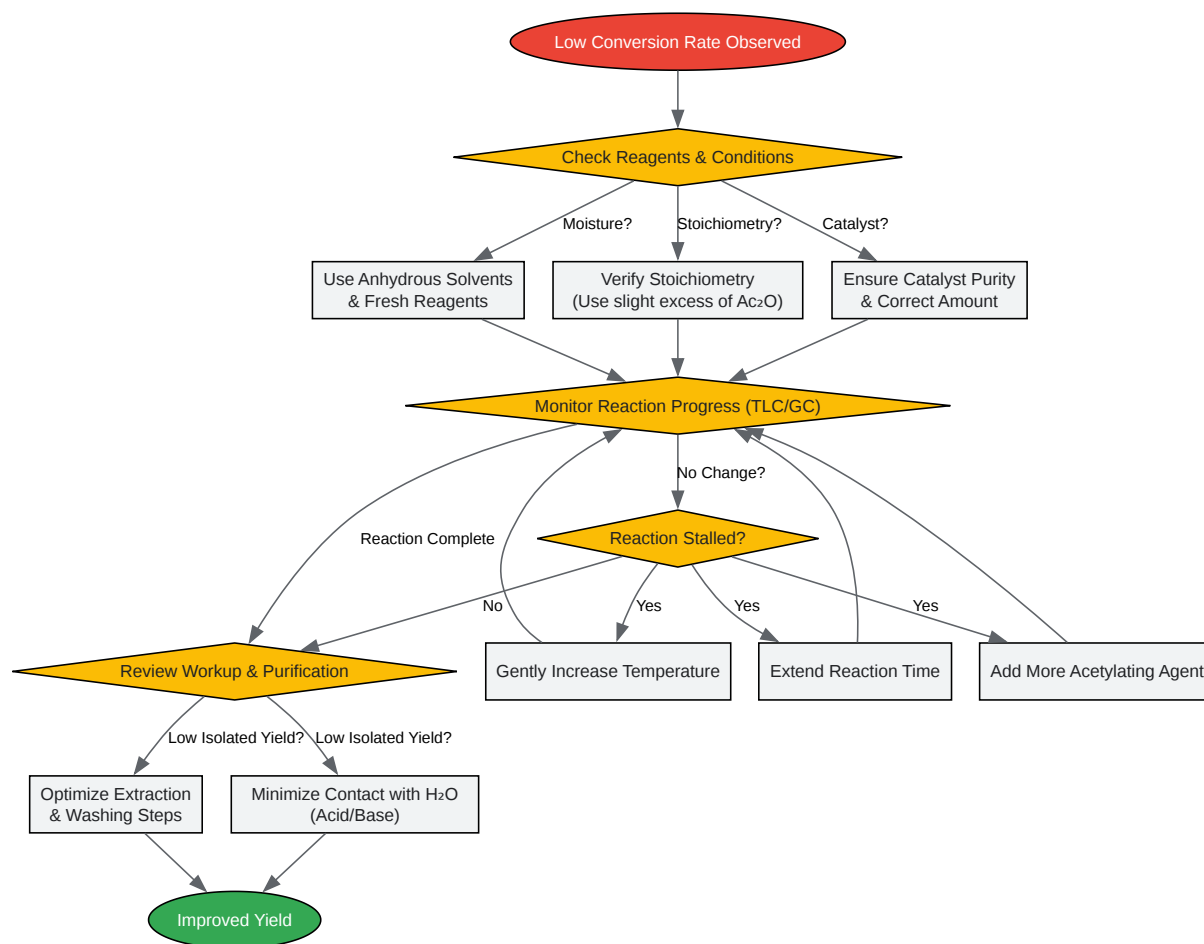 Low Conversion Rate Observed
Check Reagents & Conditions
Moisture?
Stoichiometry?
Catalyst?
Use Anhydrous Solvents
& Fresh Reagents
Verify Stoichiometry
(Use slight excess of Ac₂O)
Ensure Catalyst Purity
& Correct Amount
Monitor Reaction Progress (TLC/GC)
No Change?
Reaction Complete
Reaction Stalled?
No
Yes
Yes
Yes
Review Workup & Purification
Gently Increase Temperature
Extend Reaction Time
Add More Acetylating Agent
Low Isolated Yield?
Low Isolated Yield?
Optimize Extraction
& Washing Steps
Minimize Contact with H₂O
(Acid/Base)
Improved Yield